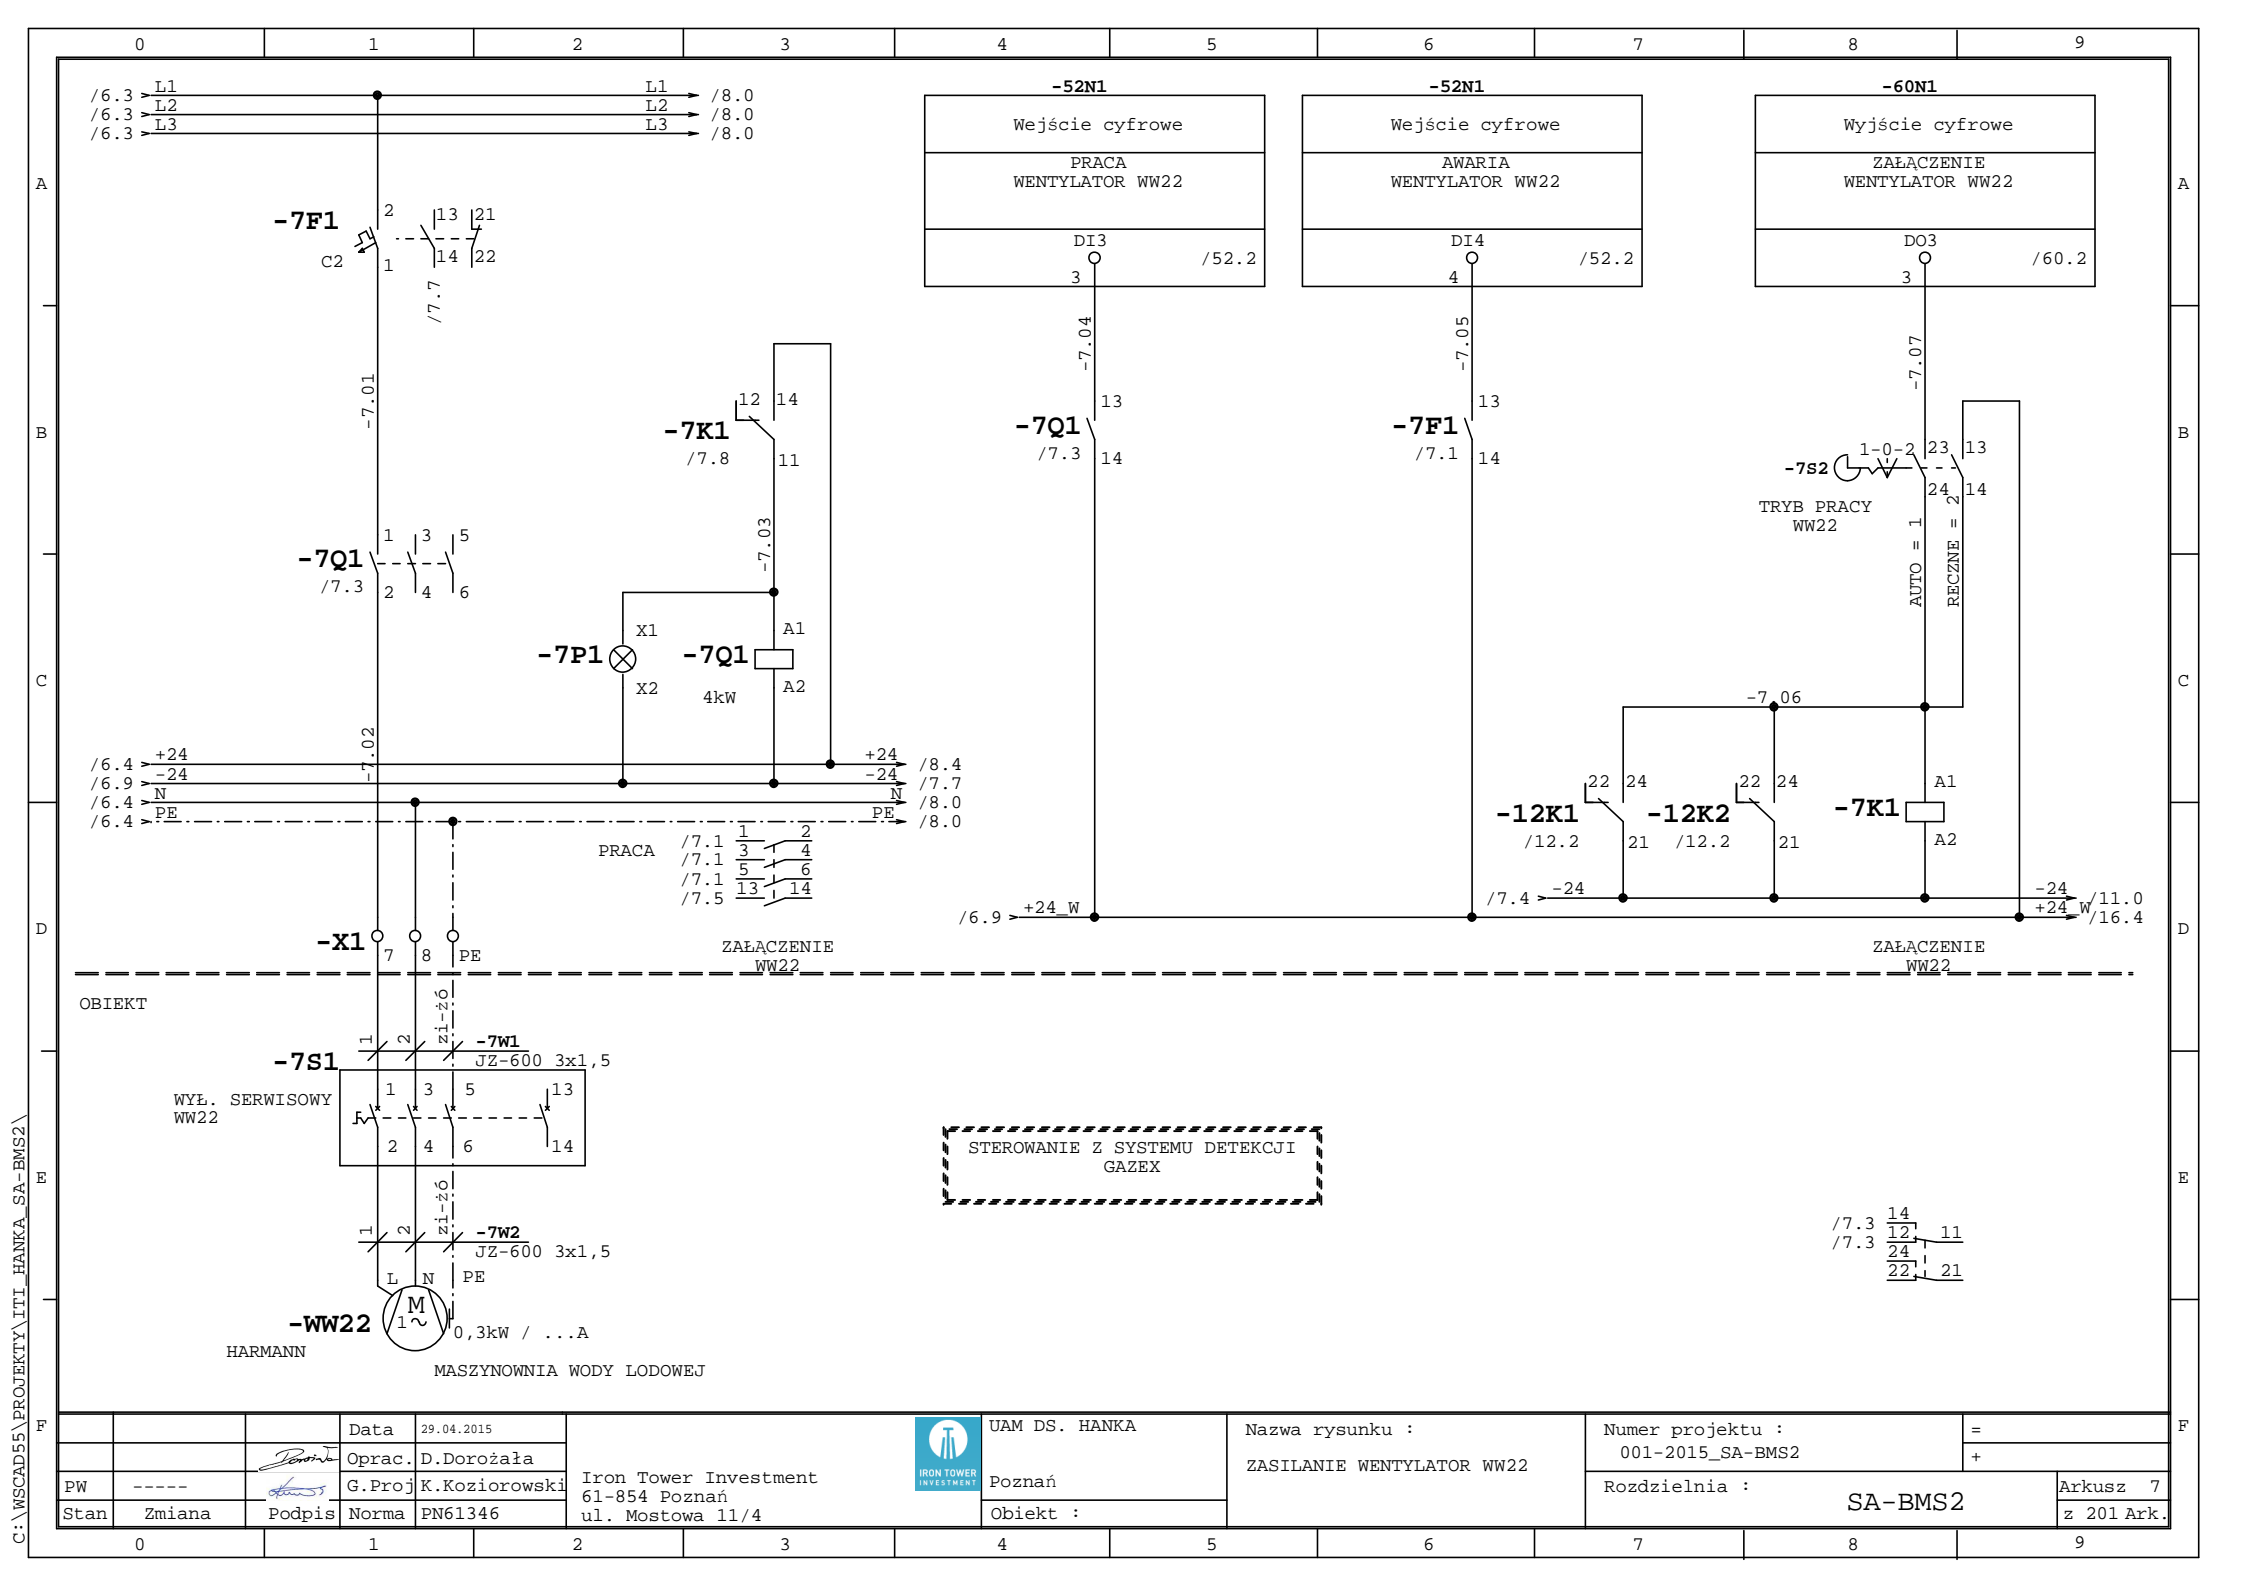 0 1 2 3 4 5 6 7 8 9
/6.3 L1 L1 /8.0
/6.3 L2 L2 /8.0
/6.3 L3 L3 /8.0
-52N1
Wejście cyfrowe
PRACA
WENTYLATOR WW22
DI3
3 /52.2
-52N1
Wejście cyfrowe
AWARIA
WENTYLATOR WW22
DI4
4 /52.2
-60N1
Wyjście cyfrowe
ZAŁĄCZENIE
WENTYLATOR WW22
DO3
3 /60.2
A A
-7F1
C2
2
1
13 21
14 22
/7.7
-7.01
B B
-7K1
/7.8
12 14
11
-7.03
-7.04
-7Q1
/7.3
13
14
-7.05
-7F1
/7.1
13
14
-7.07
-7S2
1-0-2 23 13
24 14
TRYB PRACY
WW22
AUTO = 1
RECZNE = 2
-7Q1
/7.3
1 3 5
2 4 6
C C
-7P1
X1
X2
-7Q1
4kW
A1
A2
-7.02
/6.4 +24 +24 /8.4
/6.9 -24 -24 /7.7
/6.4 N N /8.0
/6.4 PE PE /8.0
-7.06
-12K1
/12.2
22 24
21
-12K2
/12.2
22 24
21
-7K1
A1
A2
PRACA
/7.1 1 2
/7.1 3 4
/7.1 5 6
/7.5 13 14
/7.4 -24 -24 /11.0
/6.9 +24_W +24_W /16.4
D D
-X1
7 8 PE
ZAŁĄCZENIE
WW22
ZAŁĄCZENIE
WW22
OBIEKT
1 2 zi-żó
-7W1
JZ-600 3x1,5
-7S1
WYŁ. SERWISOWY
WW22
1 3 5 13
2 4 6 14
E E
STEROWANIE Z SYSTEMU DETEKCJI
GAZEX
1 2 zi-żó
-7W2
JZ-600 3x1,5
L N PE
-WW22
M
1~
0,3kW / ...A
HARMANN
MASZYNOWNIA WODY LODOWEJ
/7.3 14
/7.3 12 11
24
22 21
F F
C:\WSCAD55\PROJEKTY\ITI_HANKA_SA-BMS2\
Data 29.04.2015
Oprac. D.Dorożała
PW ----- G.Proj K.Koziorowski
Stan Zmiana Podpis Norma PN61346
Iron Tower Investment
61-854 Poznań
ul. Mostowa 11/4
IRON TOWER
INVESTMENT
UAM DS. HANKA
Poznań
Obiekt :
Nazwa rysunku :
ZASILANIE WENTYLATOR WW22
Numer projektu :
001-2015_SA-BMS2
=
+
Rozdzielnia :
SA-BMS2
Arkusz 7
z 201 Ark.
0 1 2 3 4 5 6 7 8 9